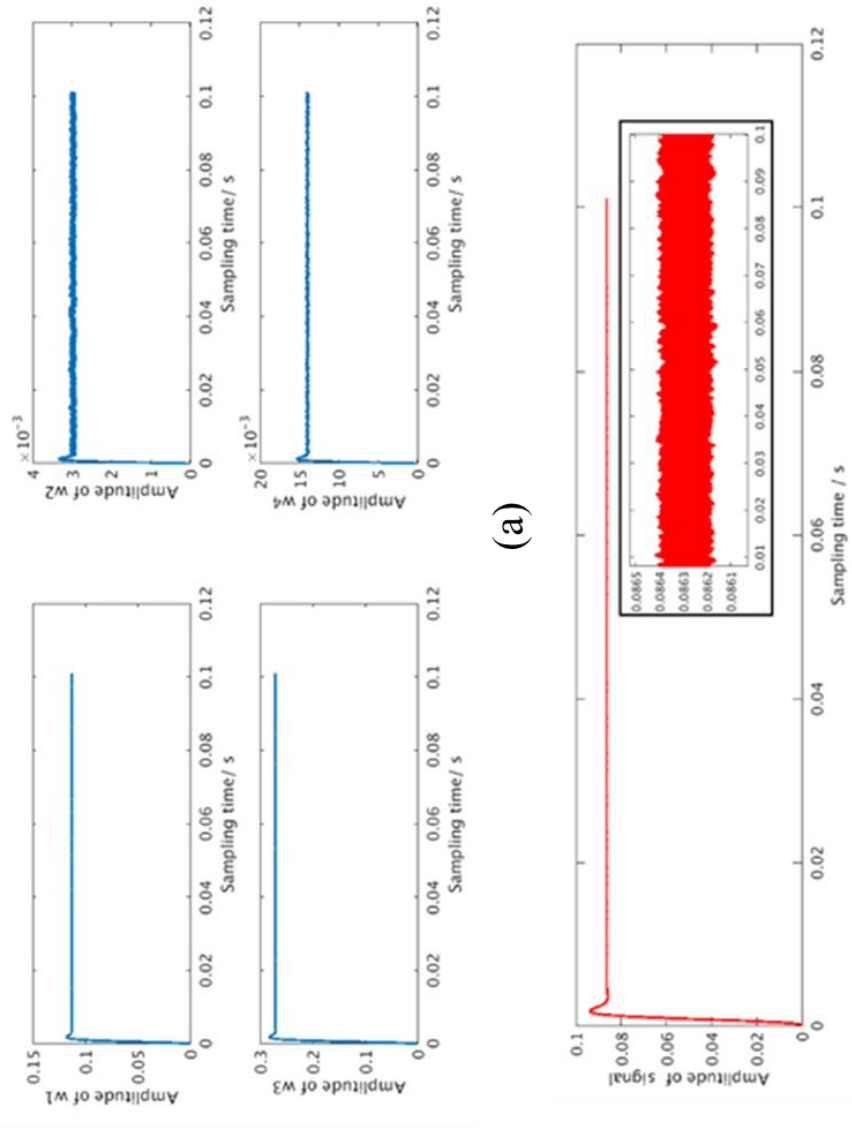 0.15
0.1
0.05
0
Amplitude of w1
0 0.02 0.04 0.06 0.08 0.1 0.12
Sampling time/ s
×10⁻³
4
3
2
1
0
Amplitude of w2
0 0.02 0.04 0.06 0.08 0.1 0.12
Sampling time/ s
0.3
0.2
0.1
0
Amplitude of w3
0 0.02 0.04 0.06 0.08 0.1 0.12
Sampling time/ s
×10⁻³
20
15
10
5
0
Amplitude of w4
0 0.02 0.04 0.06 0.08 0.1 0.12
Sampling time/ s
(a)
0.1
0.08
0.06
0.04
0.02
0
Amplitude of signal
0.0865
0.0864
0.0863
0.0862
0.0861
0.01 0.02 0.03 0.04 0.05 0.06 0.07 0.08 0.09 0.1
0 0.02 0.04 0.06 0.08 0.1 0.12
Sampling time / s